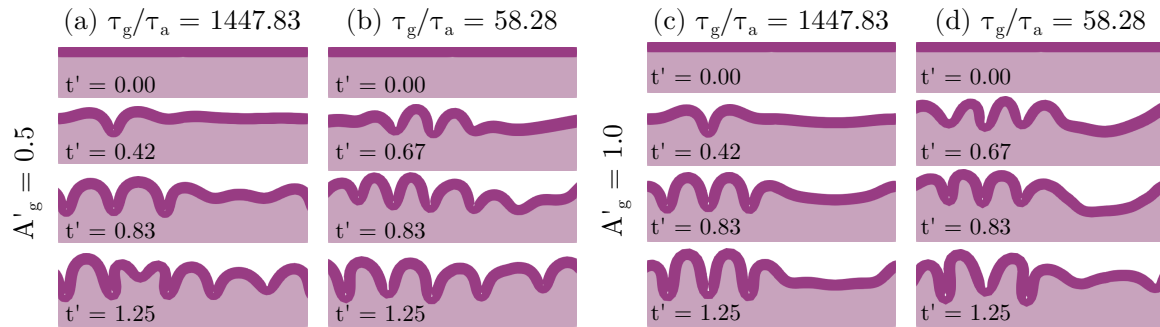 (a) τg/τa = 1447.83
(b) τg/τa = 58.28
(c) τg/τa = 1447.83
(d) τg/τa = 58.28
A'g = 0.5
t' = 0.00
t' = 0.42
t' = 0.83
t' = 1.25
t' = 0.00
t' = 0.67
t' = 0.83
t' = 1.25
A'g = 1.0
t' = 0.00
t' = 0.42
t' = 0.83
t' = 1.25
t' = 0.00
t' = 0.67
t' = 0.83
t' = 1.25